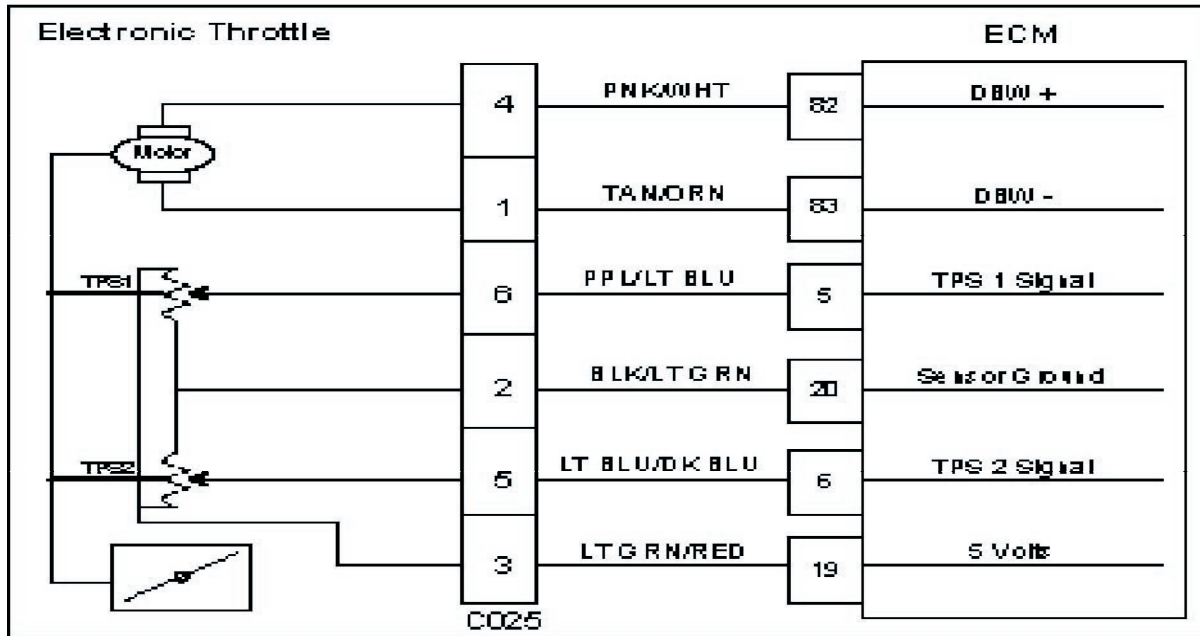 Electronic Throttle
ECM
4
PNK/WHT
82
DBW +
Motor
1
TAN/ORN
83
DBW -
TPS1
6
PPL/LT BLU
5
TPS 1 Signal
2
BLK/LT GRN
20
Sensor Ground
TPS2
5
LT BLU/DK BLU
6
TPS 2 Signal
3
LT GRN/RED
19
5 Volts
C025